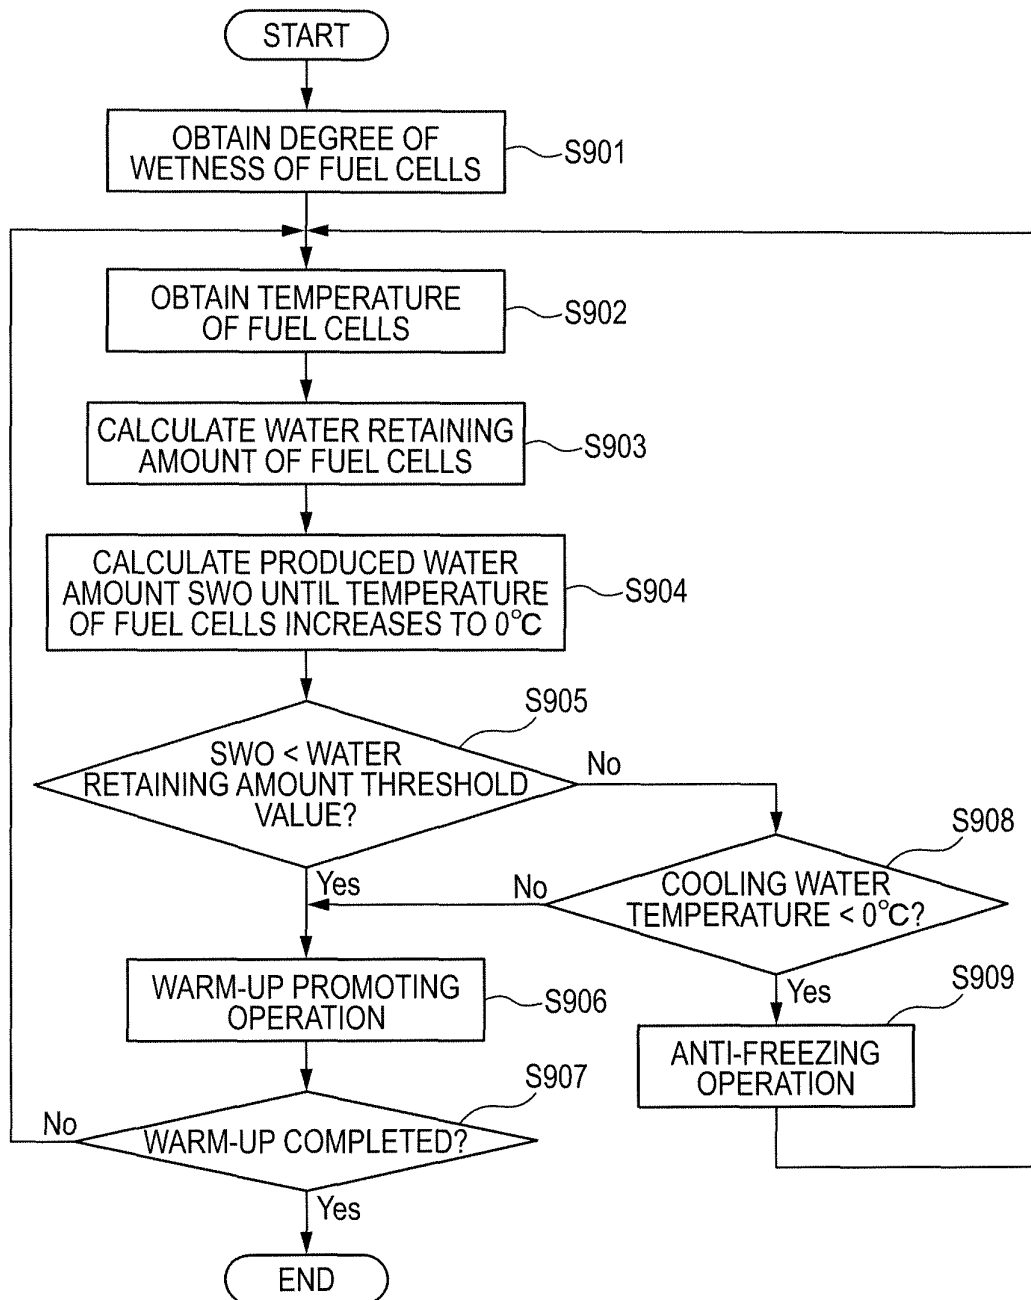 START
OBTAIN DEGREE OF
WETNESS OF FUEL CELLS
S901
OBTAIN TEMPERATURE
OF FUEL CELLS
S902
CALCULATE WATER RETAINING
AMOUNT OF FUEL CELLS
S903
CALCULATE PRODUCED WATER
AMOUNT SWO UNTIL TEMPERATURE
OF FUEL CELLS INCREASES TO 0°C
S904
S905
SWO < WATER
RETAINING AMOUNT THRESHOLD
VALUE?
No
Yes
S908
COOLING WATER
TEMPERATURE < 0°C?
No
Yes
WARM-UP PROMOTING
OPERATION
S906
S909
ANTI-FREEZING
OPERATION
S907
WARM-UP COMPLETED?
No
Yes
END